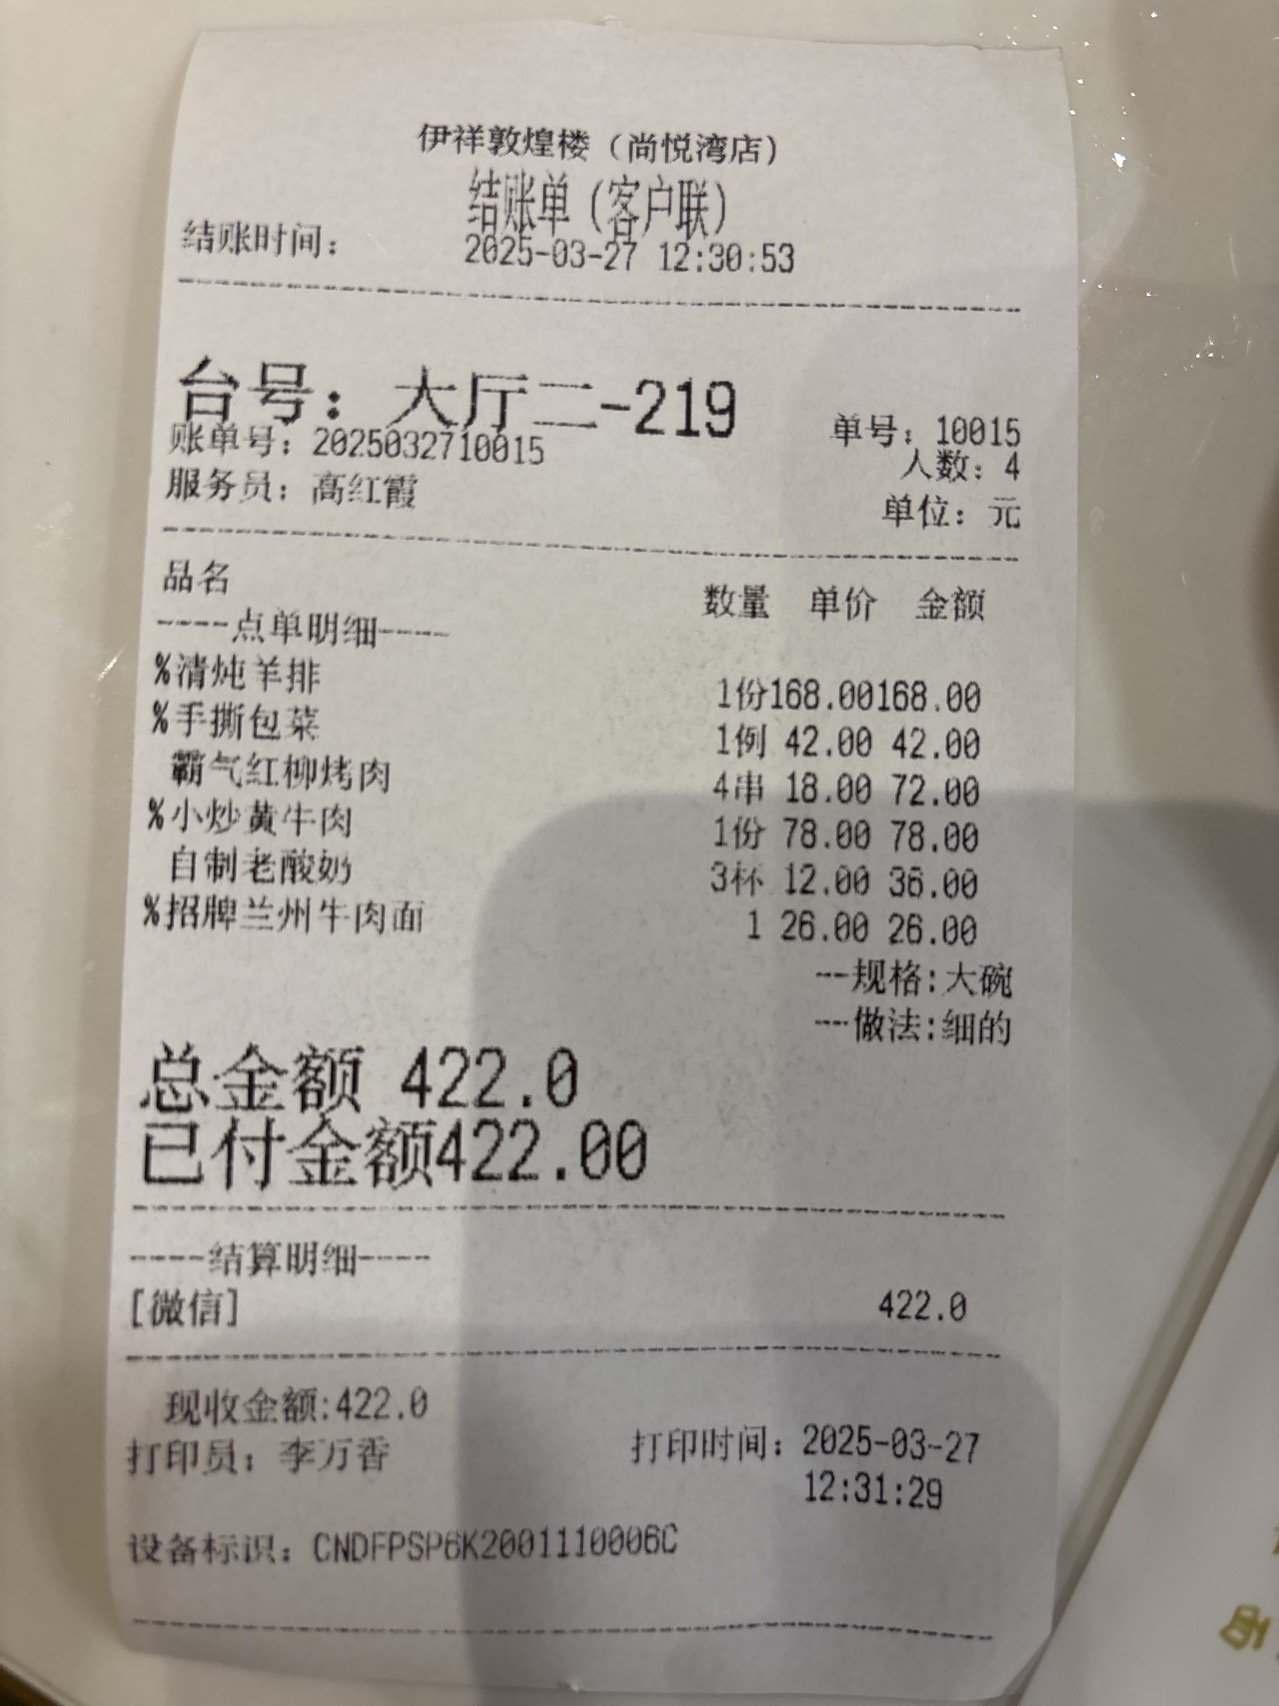 伊祥敦煌楼（尚悦湾店）
结账单（客户联）
结账时间： 2025-03-27 12:30:53
台号：大厅二-219
单号：10015
账单号：2025032710015
人数：4
服务员：高红霞
单位：元
品名 数量 单价 金额
----点单明细----
%清炖羊排 1份168.00168.00
%手撕包菜 1例 42.00 42.00
霸气红柳烤肉 4串 18.00 72.00
%小炒黄牛肉 1份 78.00 78.00
自制老酸奶 3杯 12.00 36.00
%招牌兰州牛肉面 1 26.00 26.00
--规格:大碗
--做法:细的
总金额 422.0
已付金额422.00
----结算明细----
[微信] 422.0
现收金额:422.0
打印员：李万香 打印时间：2025-03-27
12:31:29
设备标识：CNDFPSP6K2001110006C